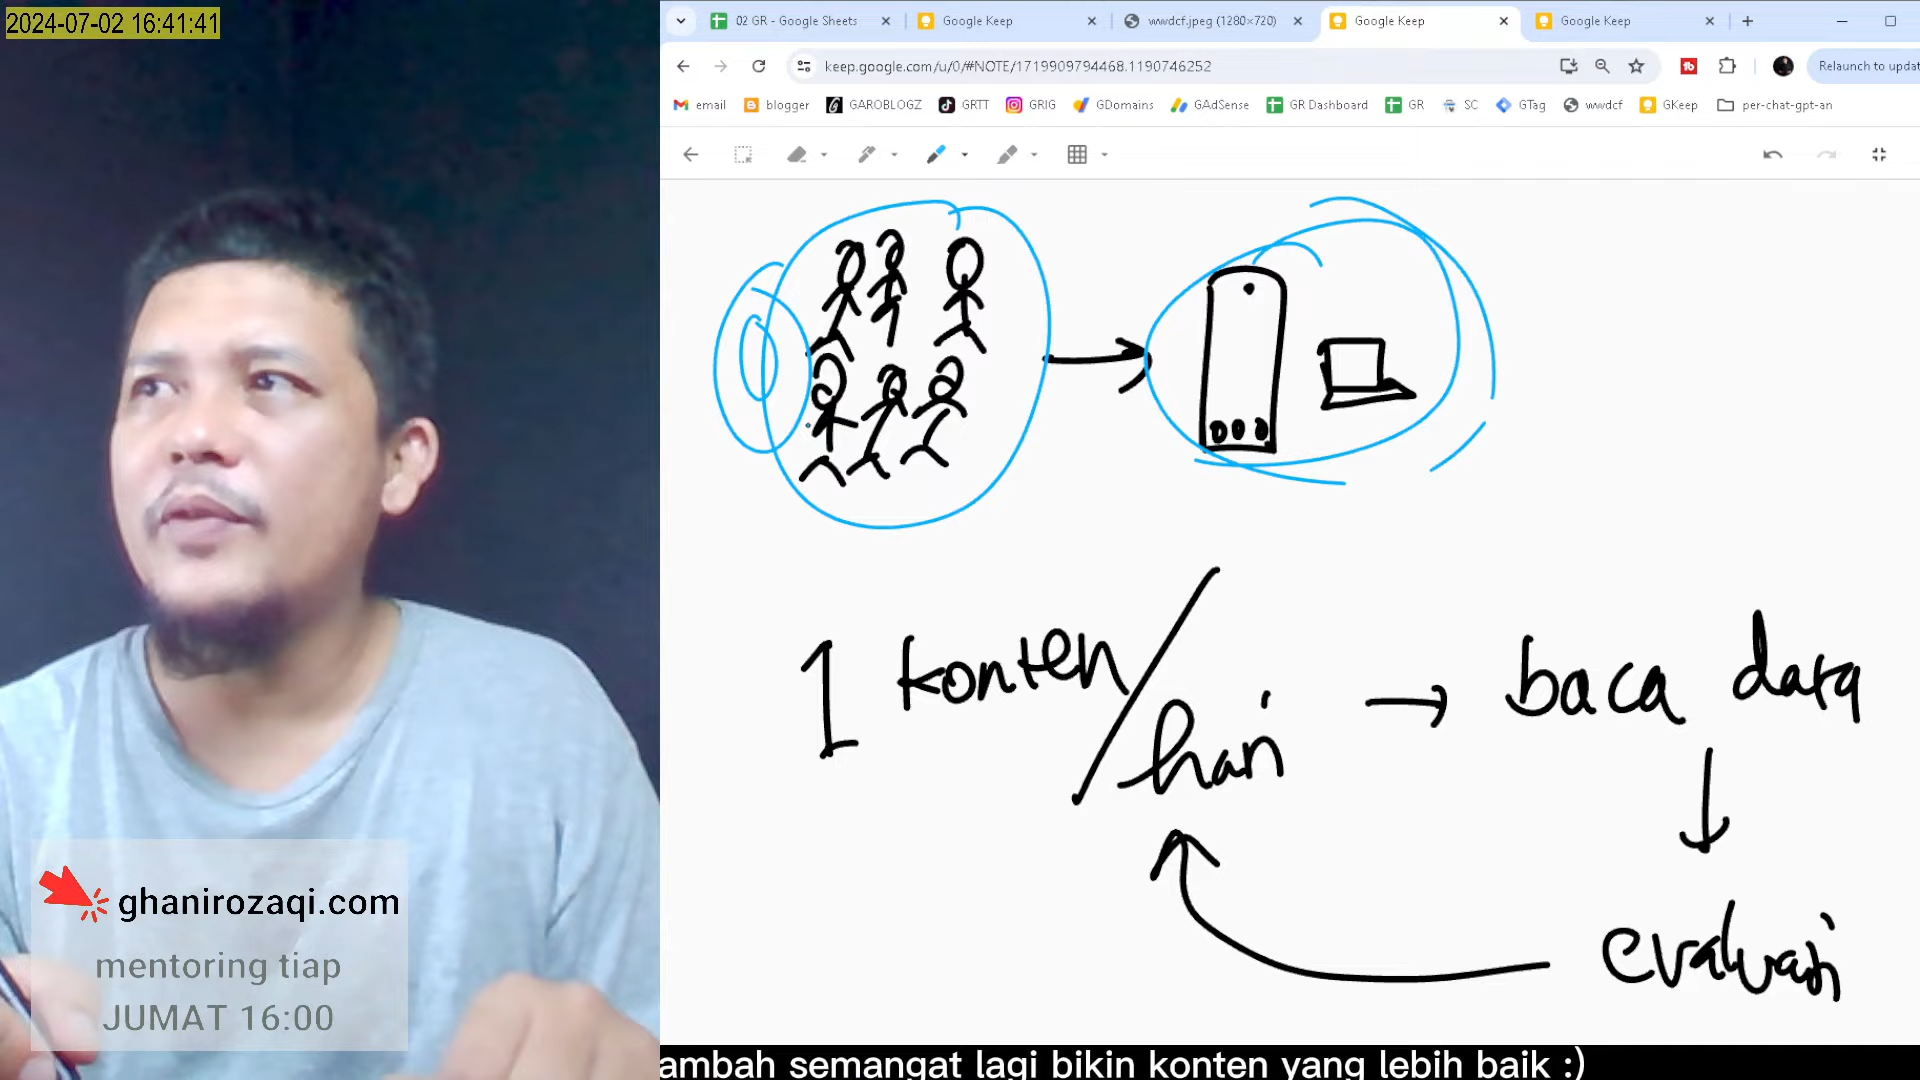 2024-07-02 16:41:41
02 GR - Google Sheets
Google Keep
wwdcf.jpeg (1280×720)
Google Keep
Google Keep
keep.google.com/u/0/#NOTE/1719909794468.1190746252
Relaunch to updat
email
blogger
GAROBLOGZ
GRTT
GRIG
GDomains
GAdSense
GR Dashboard
GR
SC
GTag
wwdcf
GKeep
per-chat-gpt-an
1 konten/hari → baca data
evaluasi
ghanirozaqi.com
mentoring tiap
JUMAT 16:00
ambah semangat lagi bikin konten yang lebih baik :)